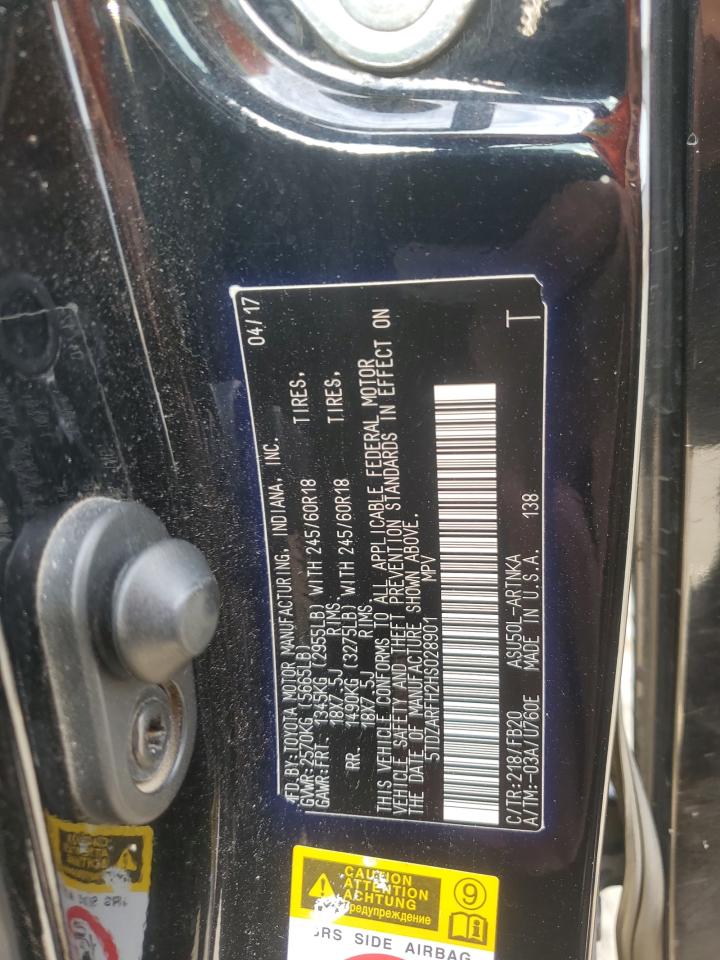 MFD.BY:TOYOTA MOTOR MANUFACTURING, INDIANA, INC. 04/17
GVWR:2570KG (5665LB)
GAWR:FRT. 1345KG (2955LB) WITH 245/60R18 TIRES,
18X7.5J RIMS.
RR. 1490KG (3275LB) WITH 245/60R18 TIRES,
18X7.5J RIMS.
THIS VEHICLE CONFORMS TO ALL APPLICABLE FEDERAL MOTOR
VEHICLE SAFETY AND THEFT PREVENTION STANDARDS IN EFFECT ON
THE DATE OF MANUFACTURE SHOWN ABOVE.
5TDDZRFH2HS028901 MPV
C/TR:218/FB20 ASU50L-ARTNKA T
A/TM:-03A/U760E MADE IN U.S.A. 138
CAUTION
ATTENTION
ACHTUNG
предупреждение
9
SRS SIDE AIRBAG